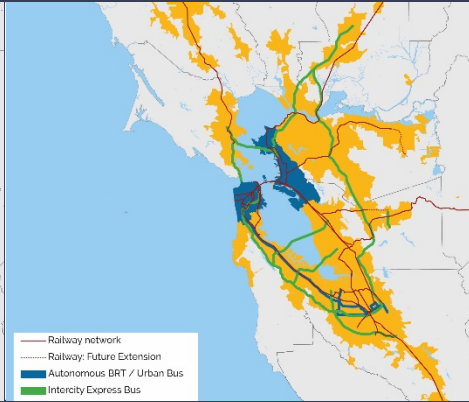 Railway network
Railway: Future Extension
Autonomous BRT / Urban Bus
Intercity Express Bus